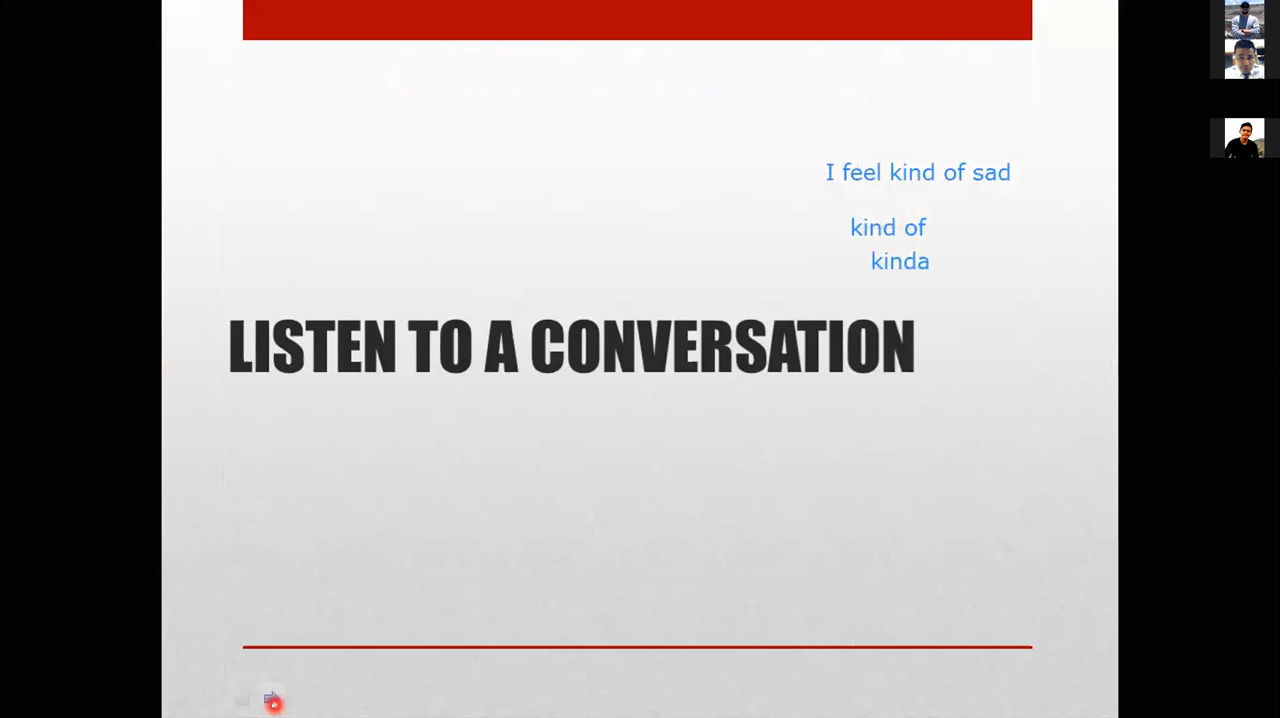 I feel kind of sad
kind of
kinda
LISTEN TO A CONVERSATION